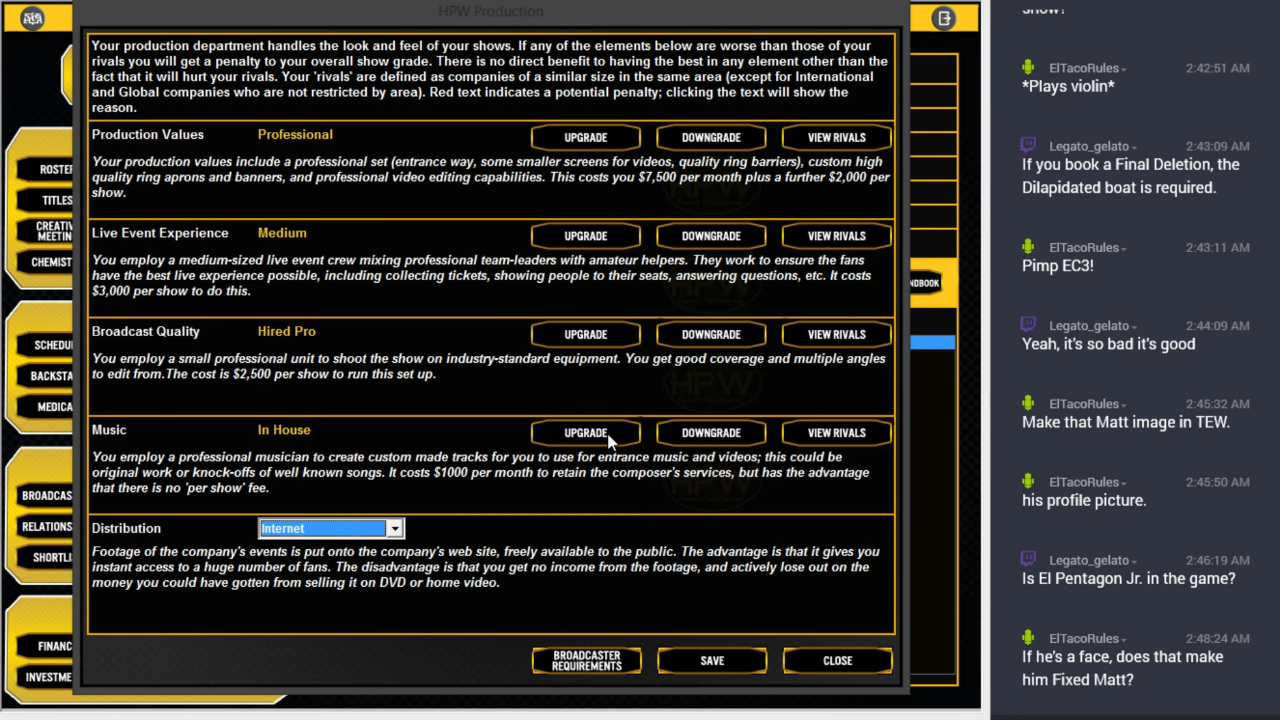 HPW Production
Your production department handles the look and feel of your shows. If any of the elements below are worse than those of your
rivals you will get a penalty to your overall show grade. There is no direct benefit to having the best in any element other than the
fact that it will hurt your rivals. Your 'rivals' are defined as companies of a similar size in the same area (except for International
and Global companies who are not restricted by area). Red text indicates a potential penalty; clicking the text will show the
reason.
Production Values Professional UPGRADE DOWNGRADE VIEW RIVALS
Your production values include a professional set (entrance way, some smaller screens for videos, quality ring barriers), custom high
quality ring aprons and banners, and professional video editing capabilities. This costs you $7,500 per month plus a further $2,000 per
show.
Live Event Experience Medium UPGRADE DOWNGRADE VIEW RIVALS
You employ a medium-sized live event crew mixing professional team-leaders with amateur helpers. They work to ensure the fans
have the best live experience possible, including collecting tickets, showing people to their seats, answering questions, etc. It costs
$3,000 per show to do this.
Broadcast Quality Hired Pro UPGRADE DOWNGRADE VIEW RIVALS
You employ a small professional unit to shoot the show on industry-standard equipment. You get good coverage and multiple angles
to edit from.The cost is $2,500 per show to run this set up.
Music In House UPGRADE DOWNGRADE VIEW RIVALS
You employ a professional musician to create custom made tracks for you to use for entrance music and videos; this could be
original work or knock-offs of well known songs. It costs $1000 per month to retain the composer's services, but has the advantage
that there is no 'per show' fee.
Distribution Internet
Footage of the company's events is put onto the company's web site, freely available to the public. The advantage is that it gives you
instant access to a huge number of fans. The disadvantage is that you get no income from the footage, and actively lose out on the
money you could have gotten from selling it on DVD or home video.
BROADCASTER
REQUIREMENTS
SAVE
CLOSE
ROSTER
TITLES
CREATIV
MEETIN
CHEMIST
SCHEDU
BACKSTA
MEDICA
BROADCAS
RELATIONS
SHORTLI
FINANC
INVESTME
NDBOOK
show?
ElTacoRules 2:42:51 AM
*Plays violin*
Legato_gelato 2:43:09 AM
If you book a Final Deletion, the
Dilapidated boat is required.
ElTacoRules 2:43:11 AM
Pimp EC3!
Legato_gelato 2:44:09 AM
Yeah, it's so bad it's good
ElTacoRules 2:45:32 AM
Make that Matt image in TEW.
ElTacoRules 2:45:50 AM
his profile picture.
Legato_gelato 2:46:19 AM
Is El Pentagon Jr. in the game?
ElTacoRules 2:48:24 AM
If he's a face, does that make
him Fixed Matt?